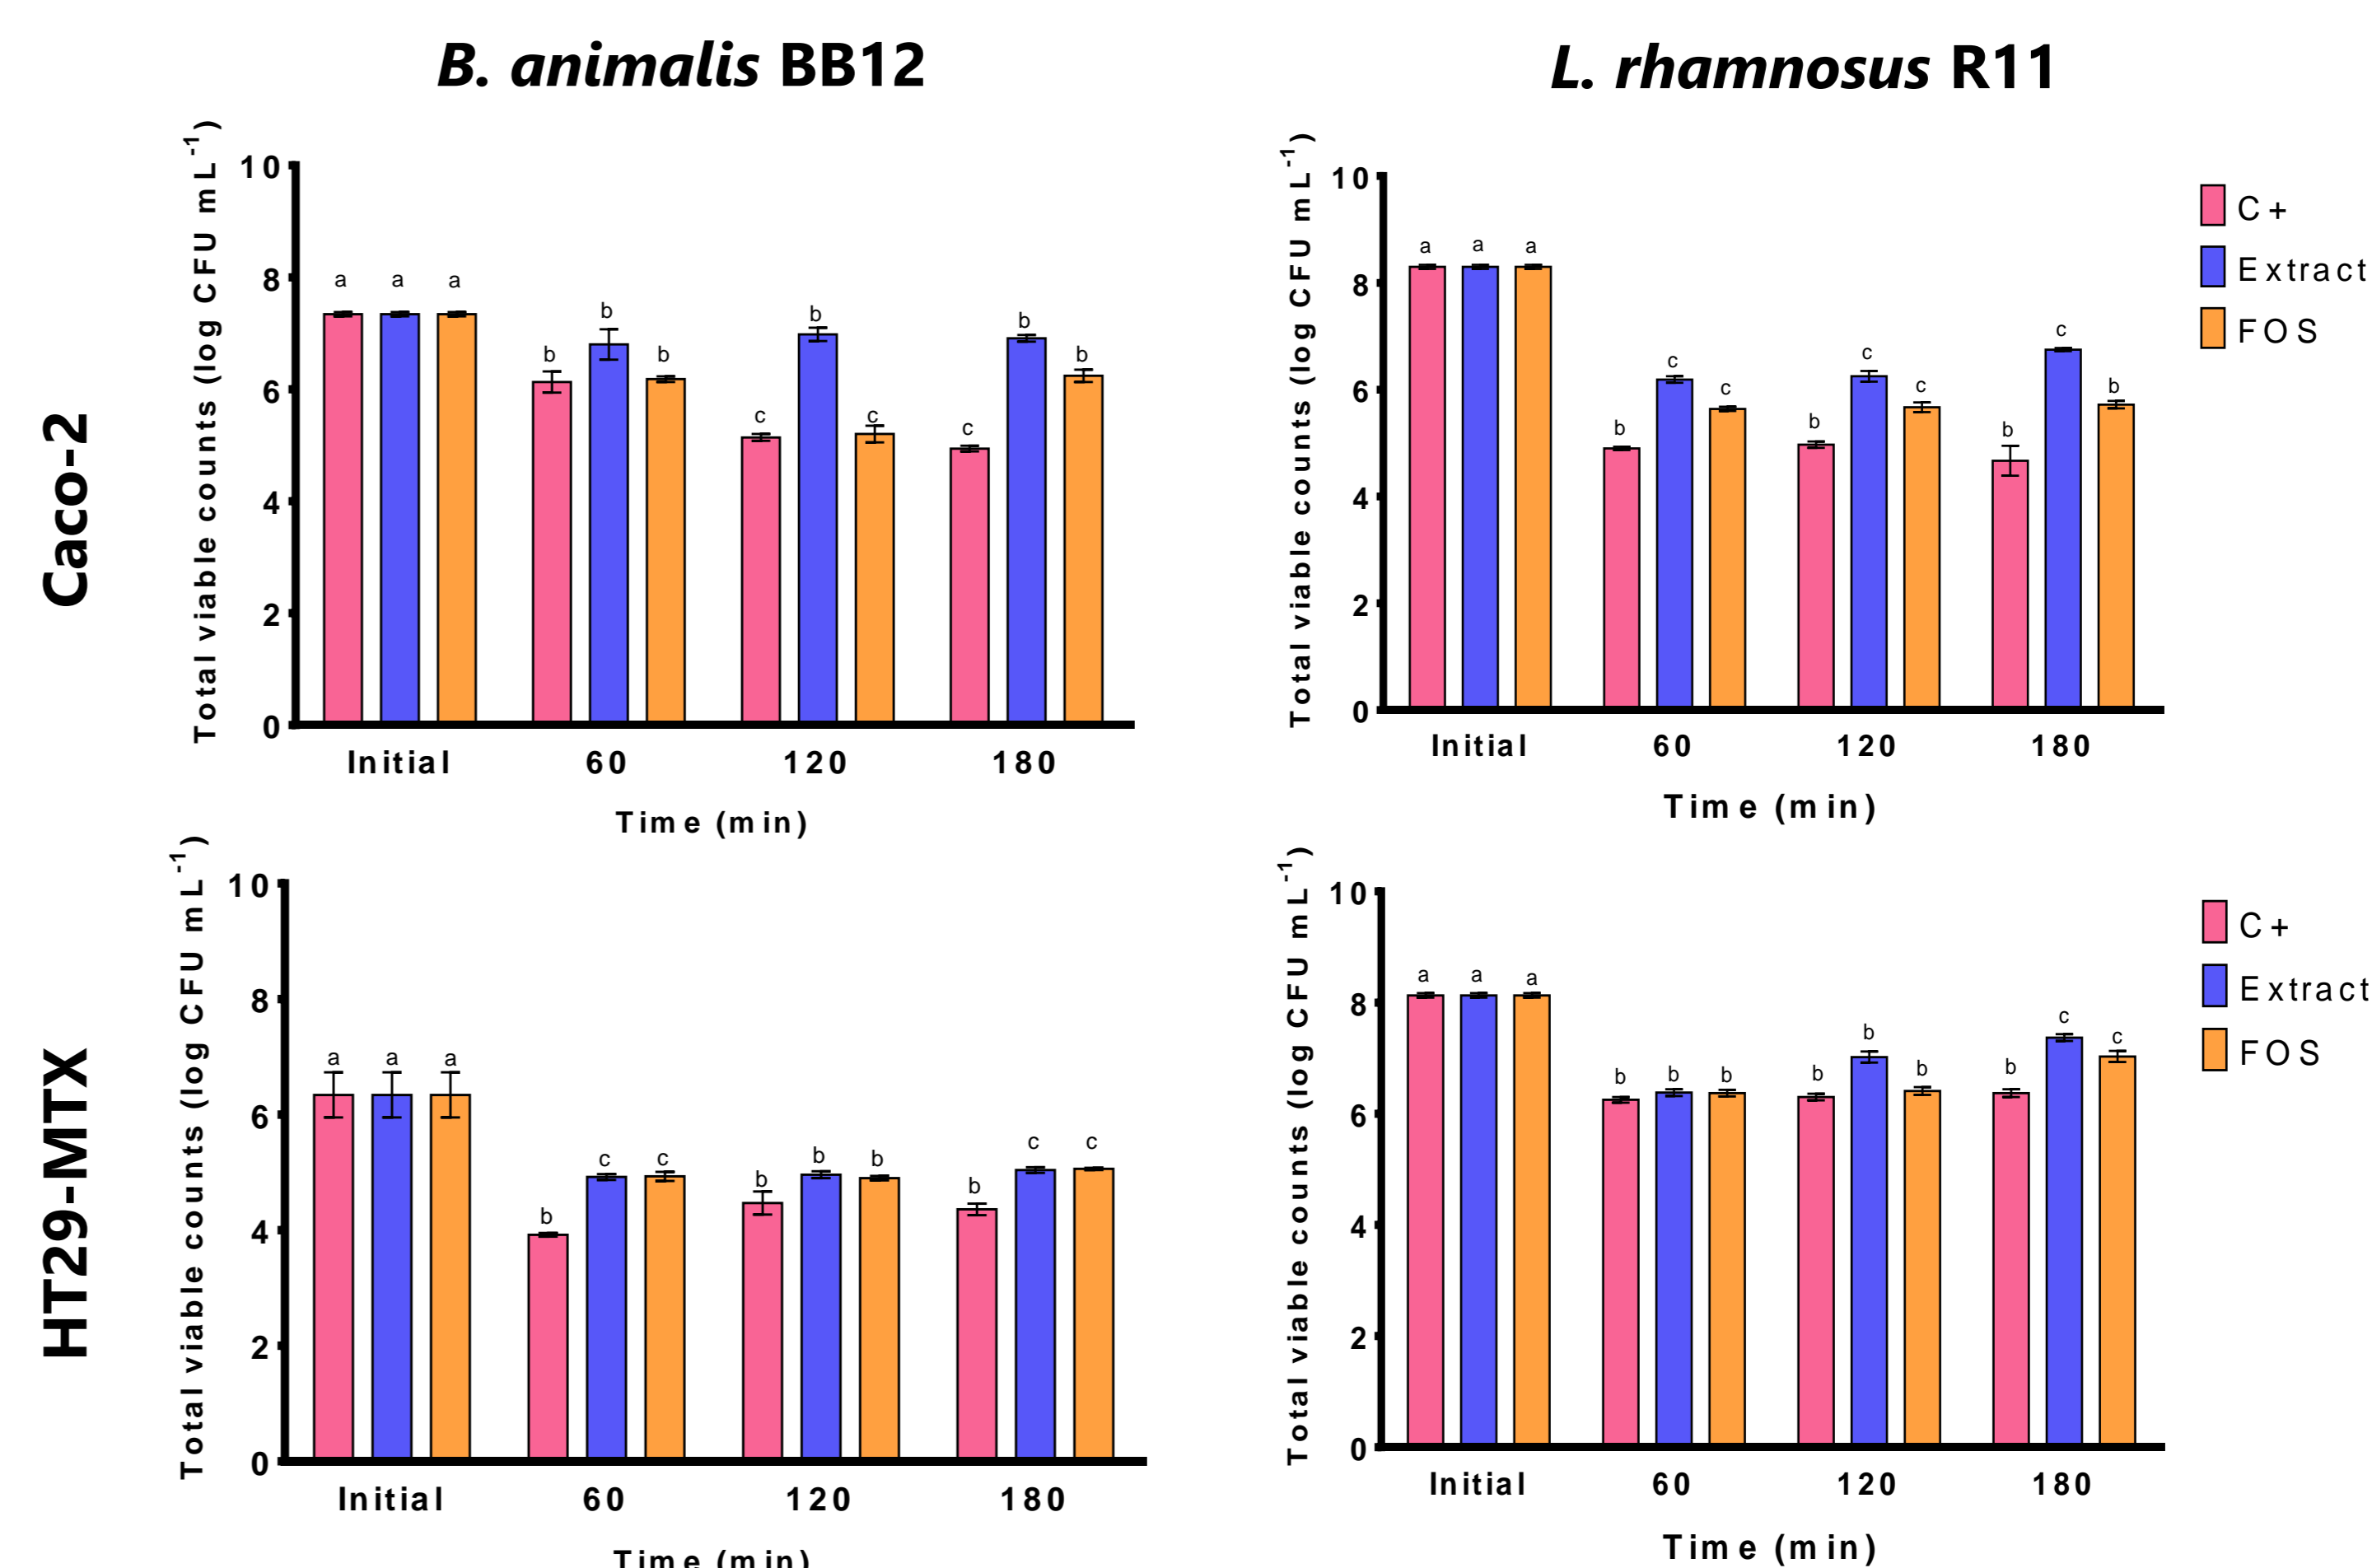 B. animalis BB12
L. rhamnosus R11
Caco-2
Total viable counts (log CFU mL-1)
10
8
6
4
2
0
a a a
b b b
c b c
c b b
Initial 60 120 180
Time (min)
Total viable counts (log CFU mL-1)
10
8
6
4
2
0
a a a
b c c
b c c
b c b
Initial 60 120 180
Time (min)
C+
Extract
FOS
HT29-MTX
Total viable counts (log CFU mL-1)
10
8
6
4
2
0
a a a
b c c
b b b
b c c
Initial 60 120 180
Time (min)
Total viable counts (log CFU mL-1)
10
8
6
4
2
0
a a a
b b b
b b b
b c c
Initial 60 120 180
Time (min)
C+
Extract
FOS